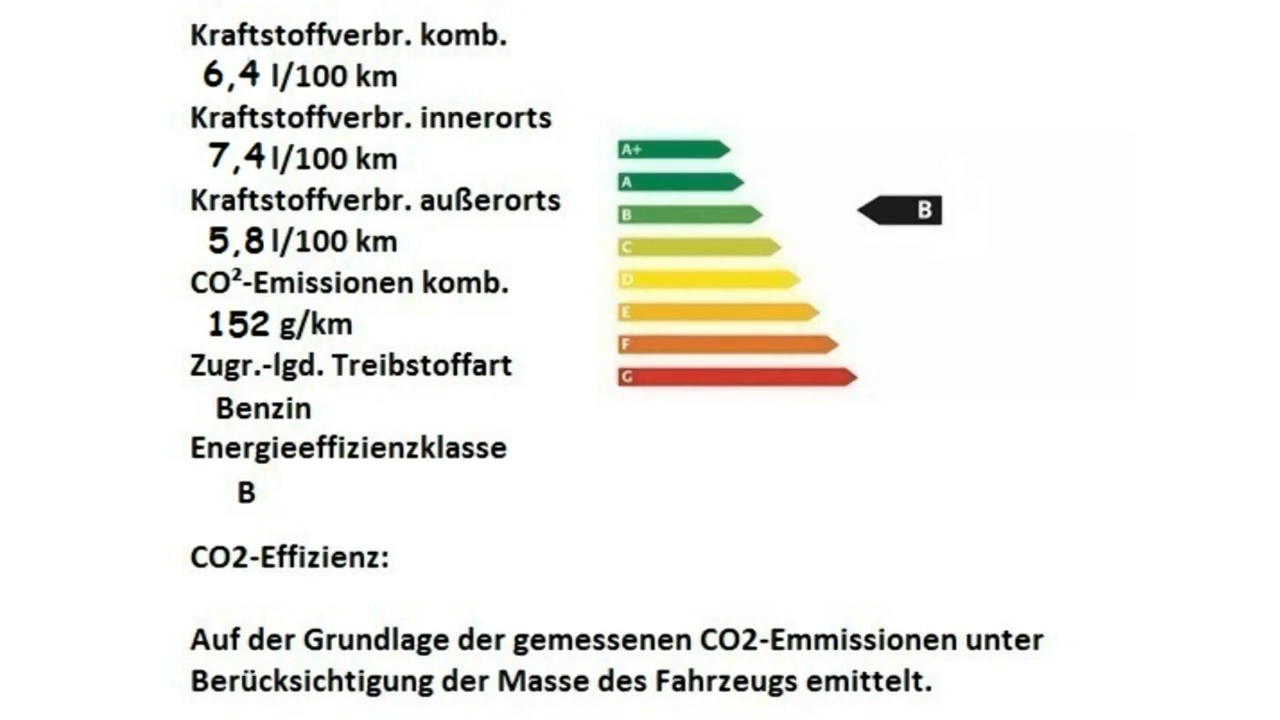 Kraftstoffverbr. komb.
6,4 l/100 km
Kraftstoffverbr. innerorts
7,4 l/100 km
Kraftstoffverbr. außerorts
5,8 l/100 km
CO²-Emissionen komb.
152 g/km
Zugr.-lgd. Treibstoffart
Benzin
Energieeffizienzklasse
B
A+
A
B
B
C
D
E
F
G
CO2-Effizienz:
Auf der Grundlage der gemessenen CO2-Emmissionen unter
Berücksichtigung der Masse des Fahrzeugs emittelt.